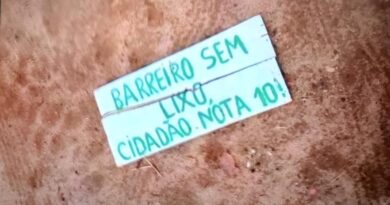 BARREIRO SEM
LIXO,
CIDADÃO NOTA 10!